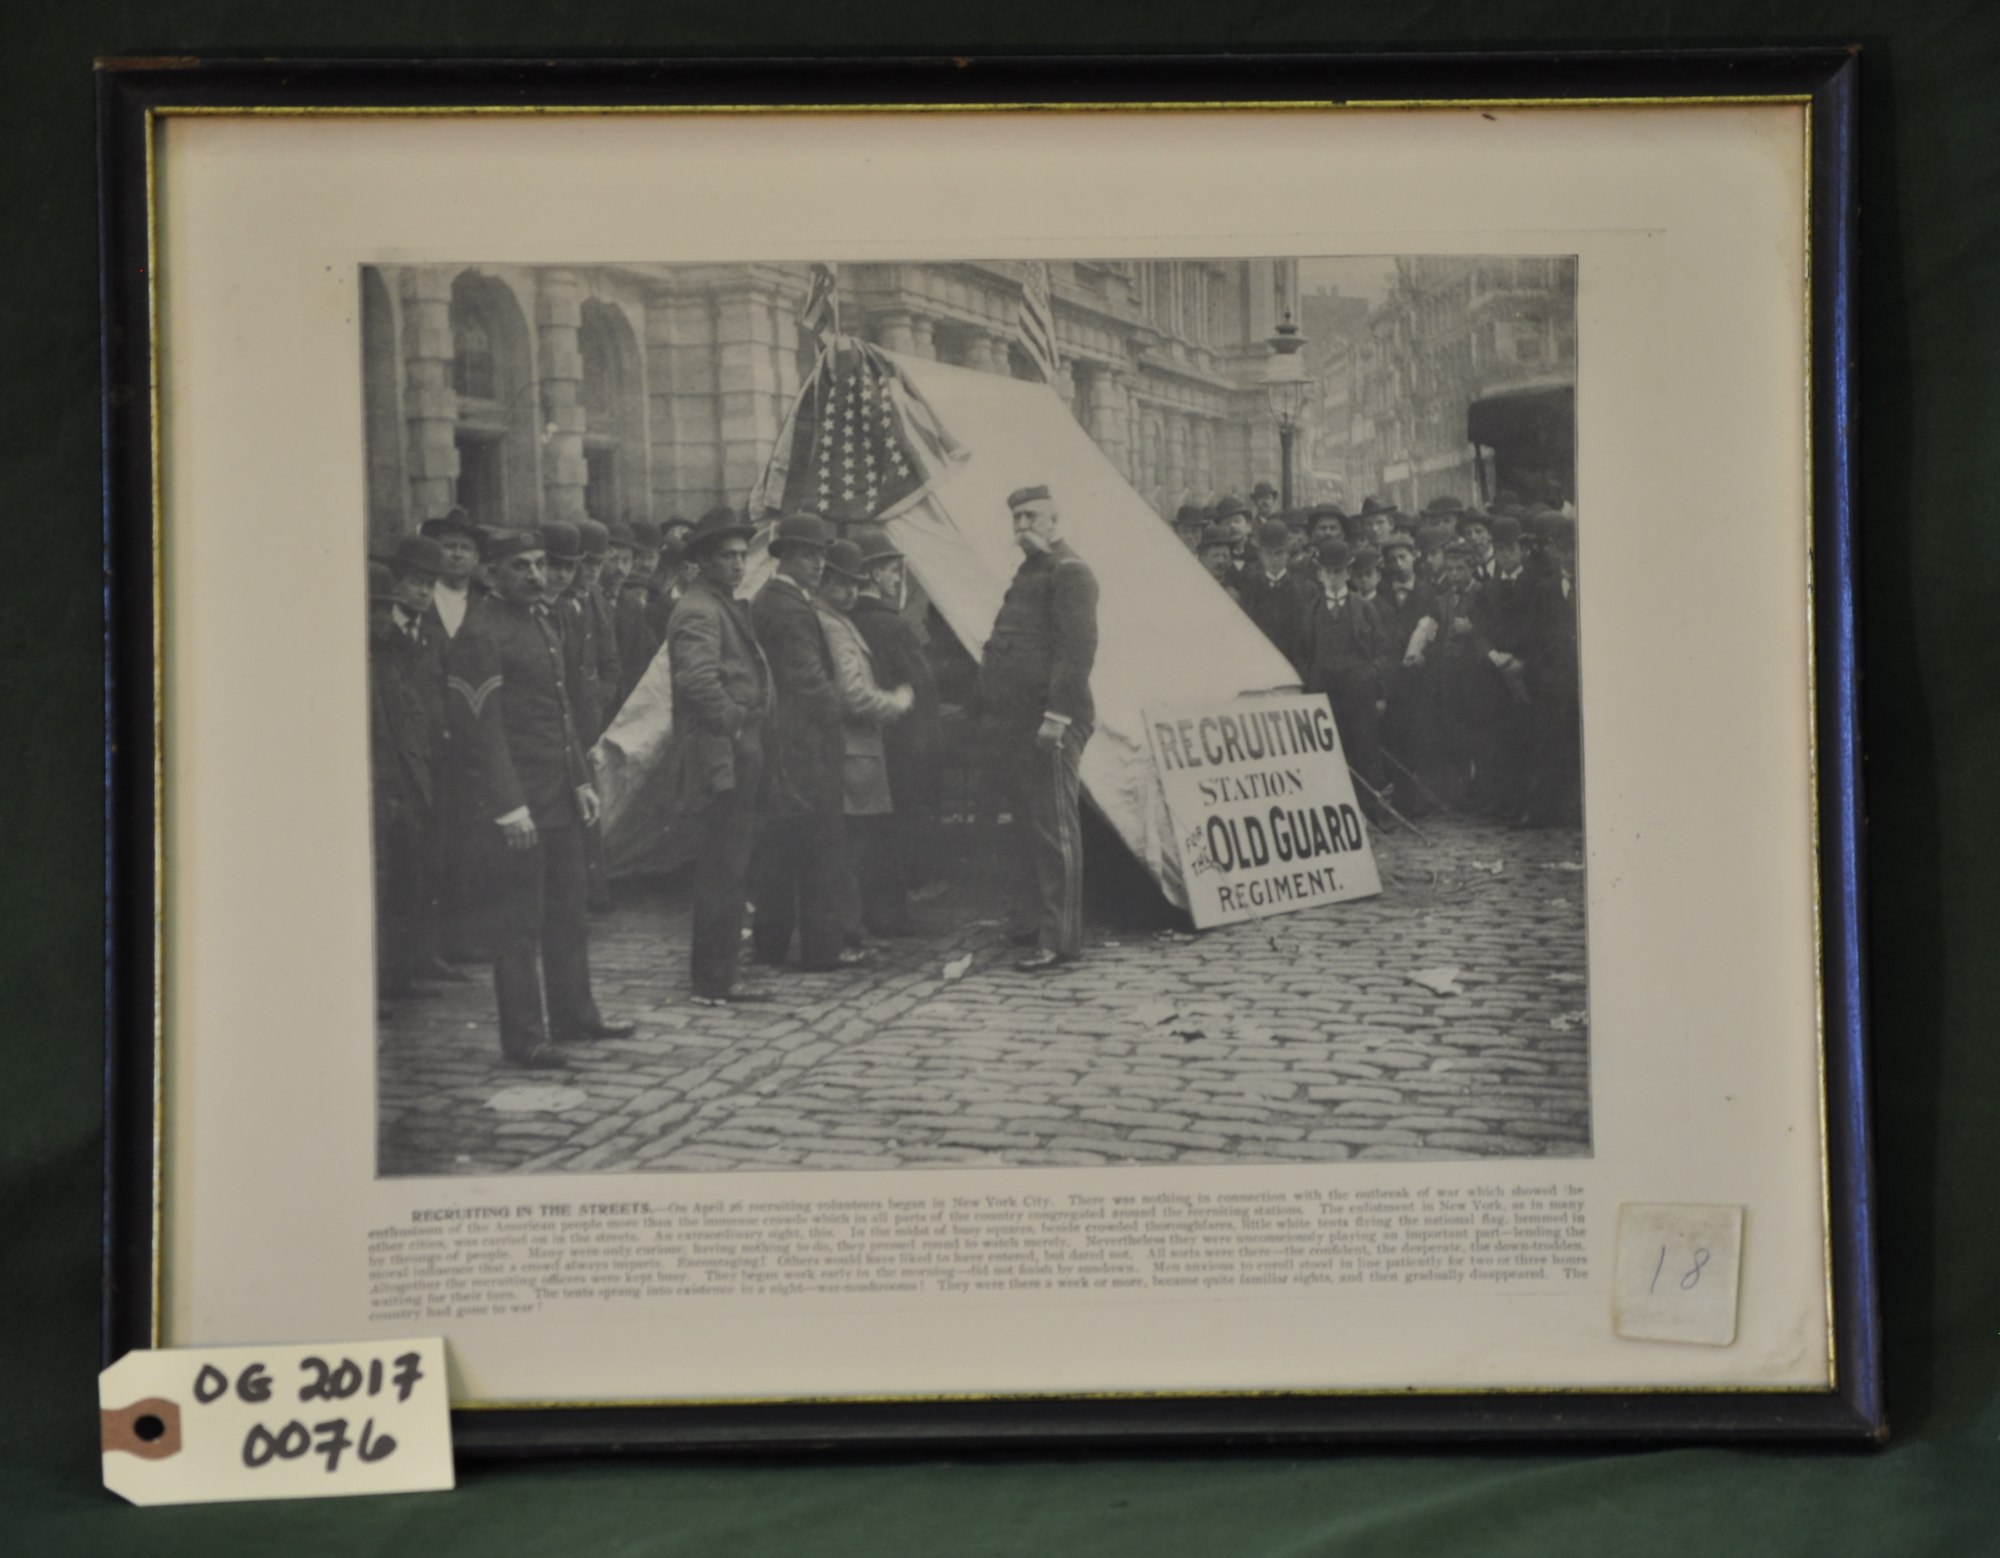 RECRUITING
STATION
FOR
THE
OLD GUARD
REGIMENT.
RECRUITING IN THE STREETS.—On April 26 recruiting volunteers began in New York City. There was nothing in connection with the outbreak of war which showed the
enthusiasm of the American people more than the immense crowds which in all parts of the country congregated around the recruiting stations. The enlistment in New York, as in many
other cities, was carried on in the streets. An extraordinary sight, this. In the midst of busy squares, beside crowded thoroughfares, little white tents flying the national flag, hemmed in
by throngs of people. Many were only curious; having nothing to do, they pressed round to watch merely. Nevertheless they were unconsciously playing an important part—lending the
moral influence that a crowd always imparts. Encouraging! Others would have liked to have entered, but dared not. All sorts were there—the confident, the desperate, the down-trodden.
Altogether the recruiting officers were kept busy. They began work early in the morning—did not finish by sundown. Men anxious to enroll stood in line patiently for two or three hours
waiting for their turn. The tents sprang into existence in a night—war-mushrooms! They were there a week or more, became quite familiar sights, and then gradually disappeared. The
country had gone to war!
18
OG 2017
0076